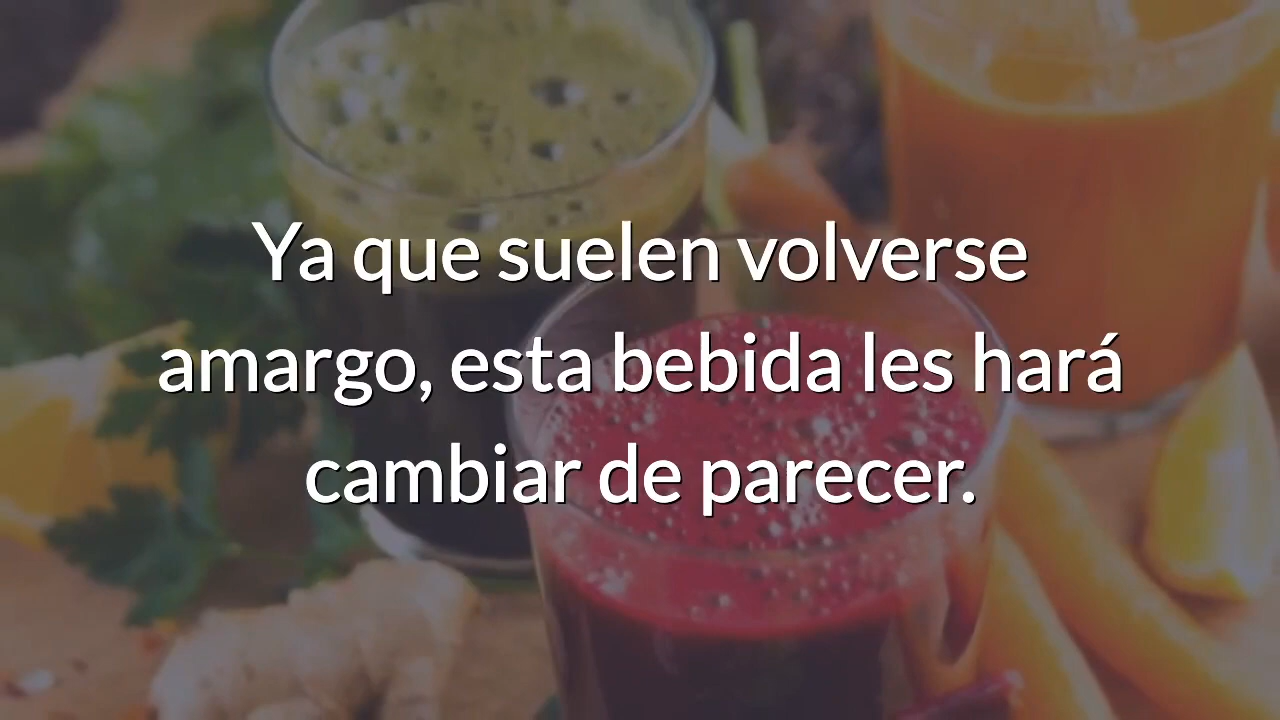 Ya que suelen volverse
amargo, esta bebida les hará
cambiar de parecer.